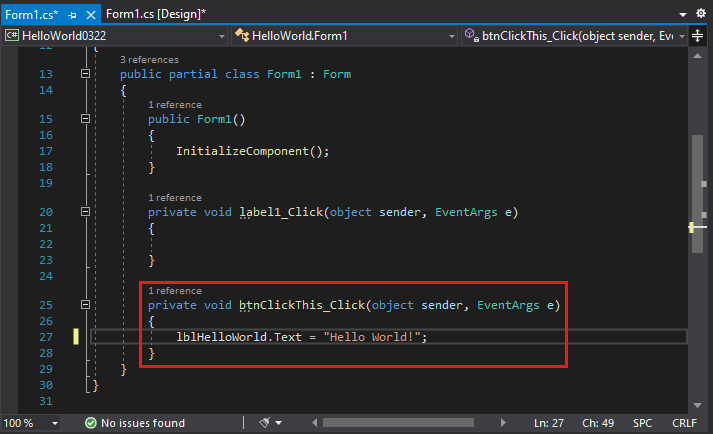 Form1.cs*
Form1.cs [Design]*
HelloWorld0322
HelloWorld.Form1
btnClickThis_Click(object sender, Eve
12 {
3 references
13 public partial class Form1 : Form
14 {
1 reference
15 public Form1()
16 {
17 InitializeComponent();
18 }
19
1 reference
20 private void label1_Click(object sender, EventArgs e)
21 {
22
23 }
24
1 reference
25 private void btnClickThis_Click(object sender, EventArgs e)
26 {
27 lblHelloWorld.Text = "Hello World!";
28 }
29 }
30 }
31
100 %
No issues found
Ln: 27
Ch: 49
SPC
CRLF